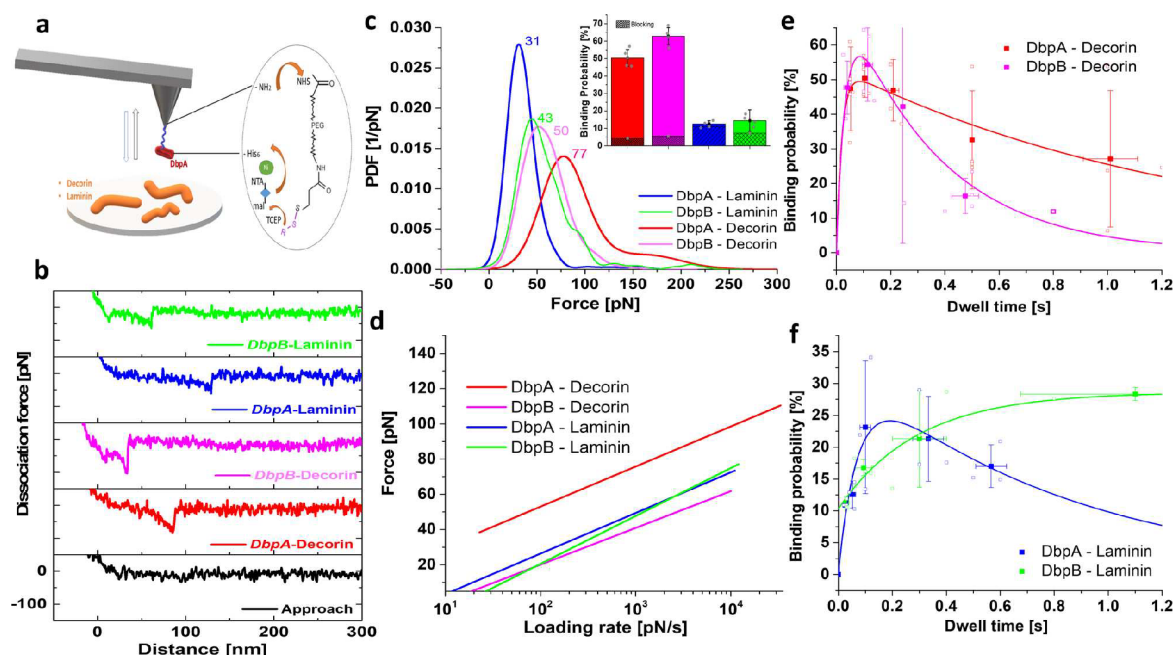 a
- NH₂
NHS
O
PEG
DbpA
-His₆
N
NTA
mal
TCEP
NH
O
S
Decorin
Laminin
b
Dissociation force [pN]
DbpB-Laminin
DbpA-Laminin
DbpB-Decorin
DbpA-Decorin
Approach
0
-100
0 100 200 300
Distance [nm]
c
PDF [1/pN]
0.030
0.025
0.020
0.015
0.010
0.005
0.000
31
43
50
77
Binding Probability [%]
70
60
50
40
30
20
10
0
Blocking
DbpA - Laminin
DbpB - Laminin
DbpA - Decorin
DbpB - Decorin
-50 0 50 100 150 200 250 300
Force [pN]
d
Force [pN]
140
120
100
80
60
40
20
DbpA - Decorin
DbpB - Decorin
DbpA - Laminin
DbpB - Laminin
10¹ 10² 10³ 10⁴
Loading rate [pN/s]
e
Binding probability [%]
60
50
40
30
20
10
0
DbpA - Decorin
DbpB - Decorin
0.0 0.2 0.4 0.6 0.8 1.0 1.2
Dwell time [s]
f
Binding probability [%]
35
30
25
20
15
10
5
0
DbpA - Laminin
DbpB - Laminin
0.0 0.2 0.4 0.6 0.8 1.0 1.2
Dwell time [s]